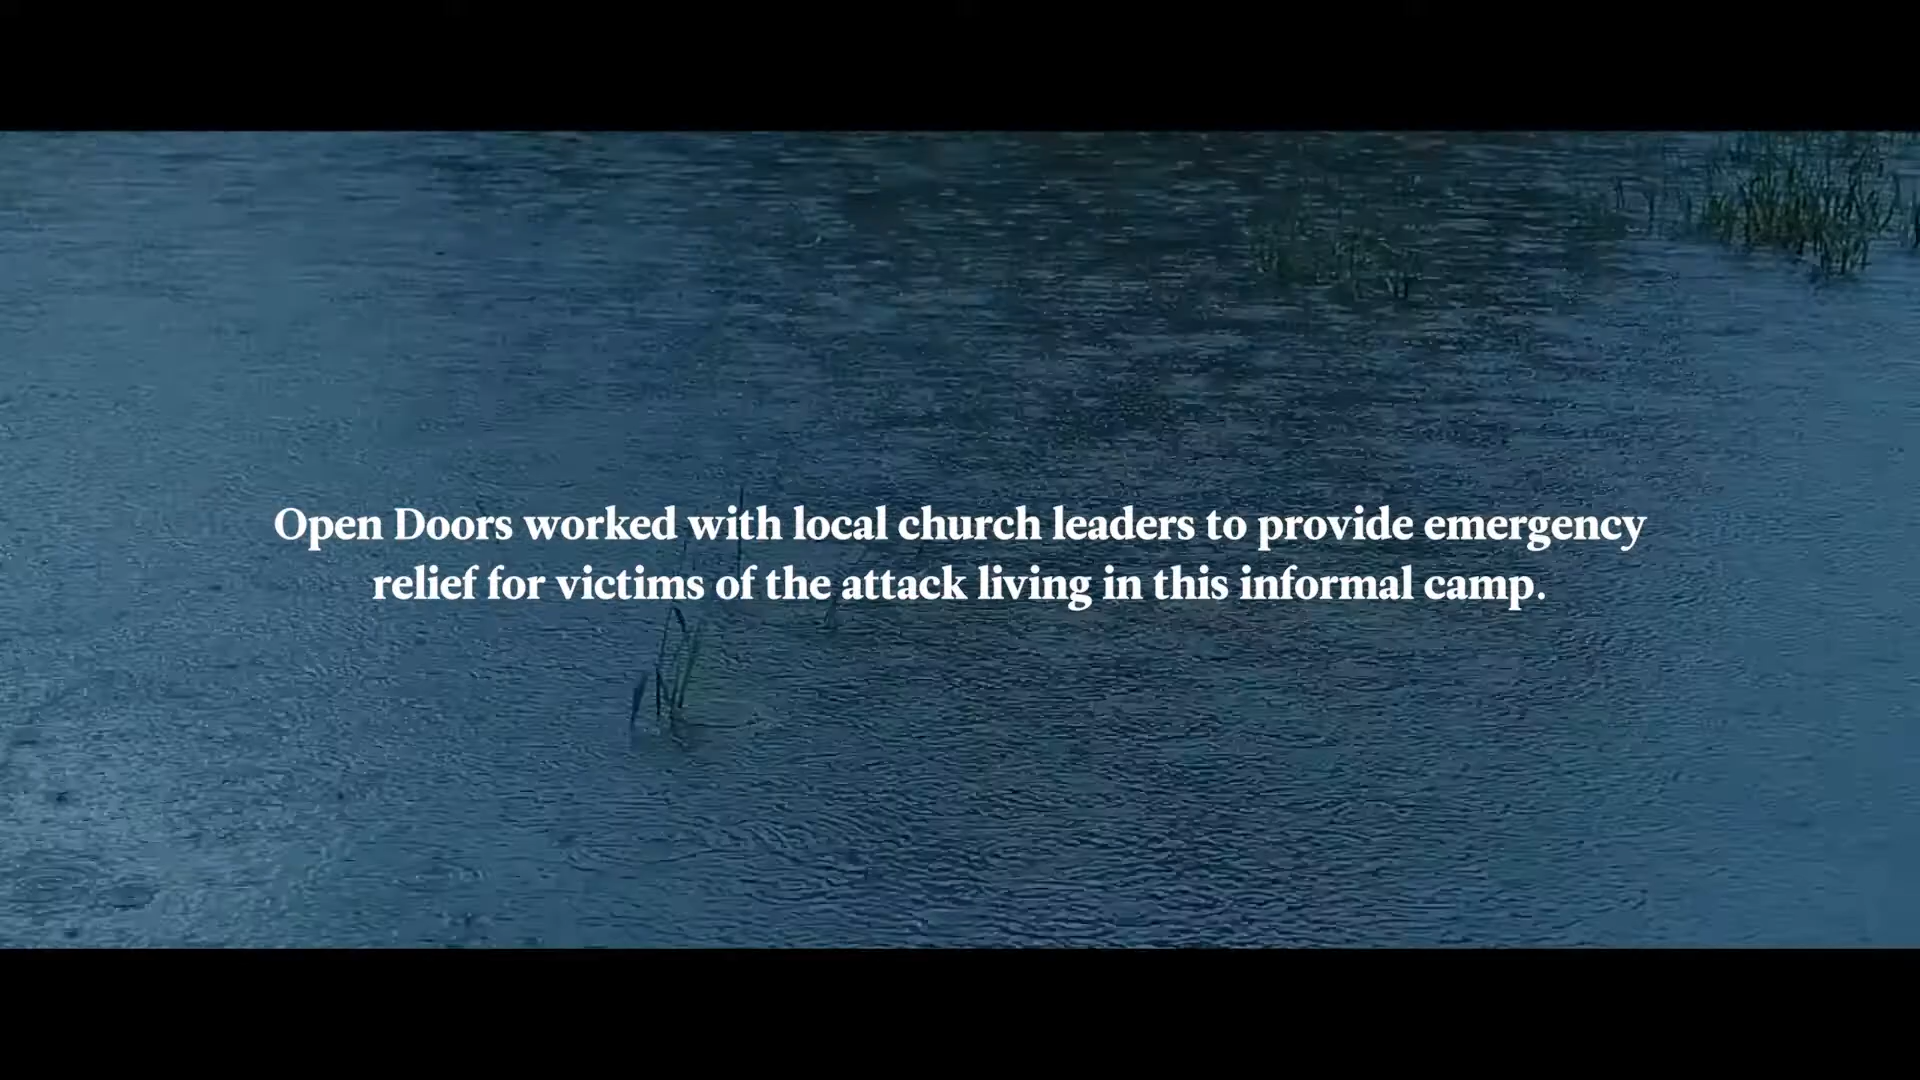 Open Doors worked with local church leaders to provide emergency
relief for victims of the attack living in this informal camp.